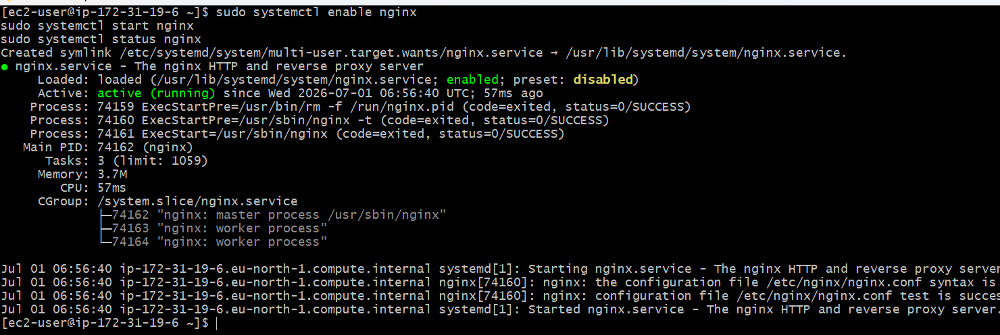 [ec2-user@ip-172-31-19-6 ~]$ sudo systemctl enable nginx
sudo systemctl start nginx
sudo systemctl status nginx
Created symlink /etc/systemd/system/multi-user.target.wants/nginx.service → /usr/lib/systemd/system/nginx.service.
● nginx.service - The nginx HTTP and reverse proxy server
     Loaded: loaded (/usr/lib/systemd/system/nginx.service; enabled; preset: disabled)
     Active: active (running) since Wed 2026-07-01 06:56:40 UTC; 57ms ago
    Process: 74159 ExecStartPre=/usr/bin/rm -f /run/nginx.pid (code=exited, status=0/SUCCESS)
    Process: 74160 ExecStartPre=/usr/sbin/nginx -t (code=exited, status=0/SUCCESS)
    Process: 74161 ExecStart=/usr/sbin/nginx (code=exited, status=0/SUCCESS)
   Main PID: 74162 (nginx)
      Tasks: 3 (limit: 1059)
     Memory: 3.7M
        CPU: 57ms
     CGroup: /system.slice/nginx.service
             ├─74162 "nginx: master process /usr/sbin/nginx"
             ├─74163 "nginx: worker process"
             └─74164 "nginx: worker process"

Jul 01 06:56:40 ip-172-31-19-6.eu-north-1.compute.internal systemd[1]: Starting nginx.service - The nginx HTTP and reverse proxy server
Jul 01 06:56:40 ip-172-31-19-6.eu-north-1.compute.internal nginx[74160]: nginx: the configuration file /etc/nginx/nginx.conf syntax is
Jul 01 06:56:40 ip-172-31-19-6.eu-north-1.compute.internal nginx[74160]: nginx: configuration file /etc/nginx/nginx.conf test is succes
Jul 01 06:56:40 ip-172-31-19-6.eu-north-1.compute.internal systemd[1]: Started nginx.service - The nginx HTTP and reverse proxy server.
[ec2-user@ip-172-31-19-6 ~]$